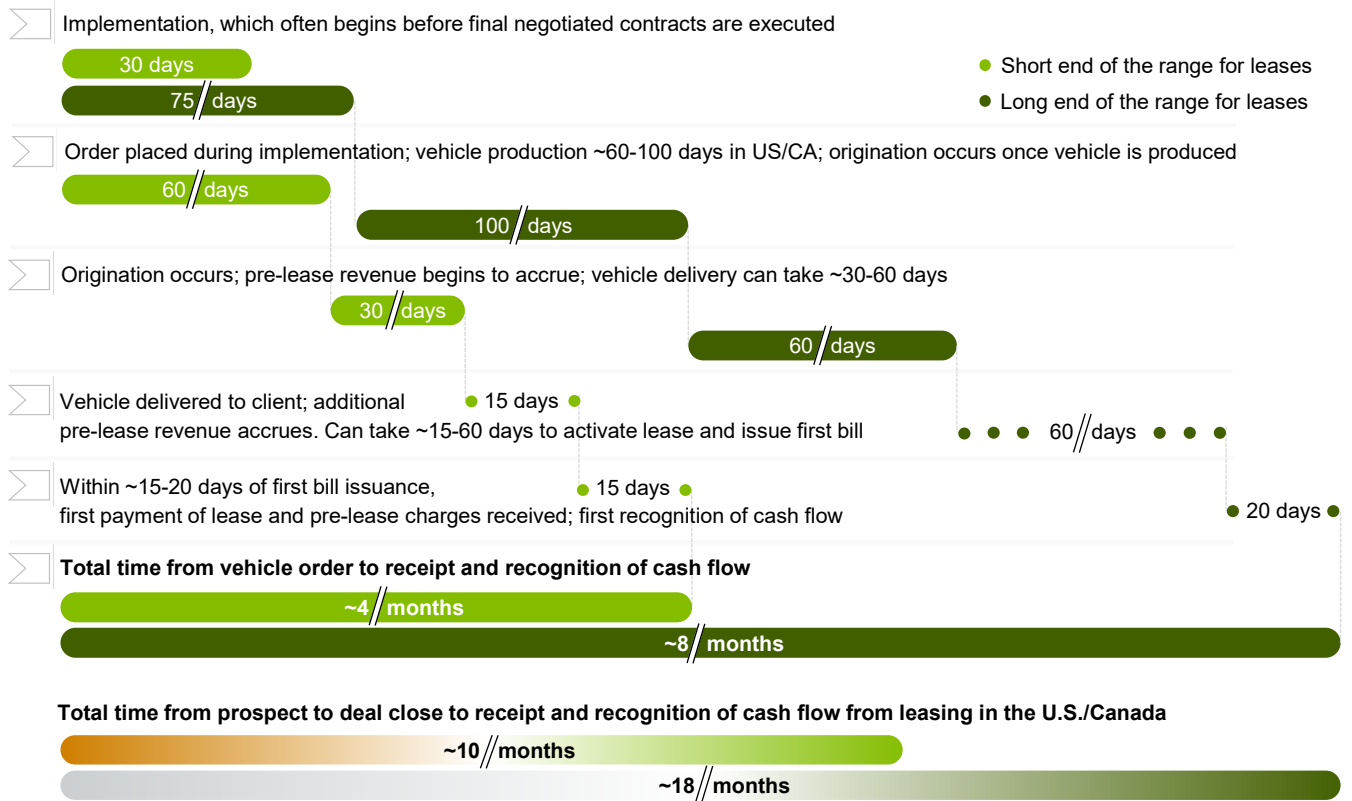 Implementation, which often begins before final negotiated contracts are executed
30 days
75 days
Short end of the range for leases
Long end of the range for leases
Order placed during implementation; vehicle production ~60-100 days in US/CA; origination occurs once vehicle is produced
60 days
100 days
Origination occurs; pre-lease revenue begins to accrue; vehicle delivery can take ~30-60 days
30 days
60 days
Vehicle delivered to client; additional
15 days
pre-lease revenue accrues. Can take ~15-60 days to activate lease and issue first bill
60 days
Within ~15-20 days of first bill issuance,
15 days
first payment of lease and pre-lease charges received; first recognition of cash flow
20 days
Total time from vehicle order to receipt and recognition of cash flow
~4 months
~8 months
Total time from prospect to deal close to receipt and recognition of cash flow from leasing in the U.S./Canada
~10 months
~18 months